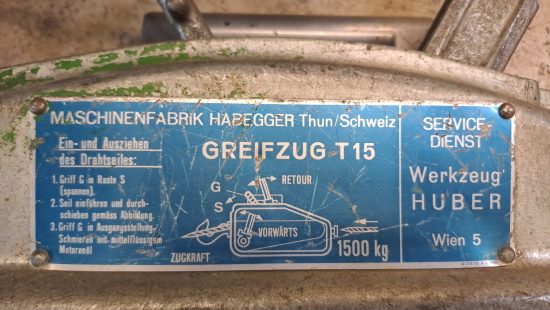 MASCHINENFABRIK HABEGGER Thun/Schweiz
Ein- und Ausziehen
des Drahtseiles:
1. Griff G in Raste S
(spannen).
2. Seil einführen und durch-
schieben gemäss Abbildung.
3. Griff G in Ausgangsstellung.
Schmieren mit mittelflüssigem
Motorenöl
GREIFZUG T15
G
S
RETOUR
VORWÄRTS
ZUGKRAFT
1500 kg
SERVICE
DIENST
Werkzeug
HUBER
Wien 5